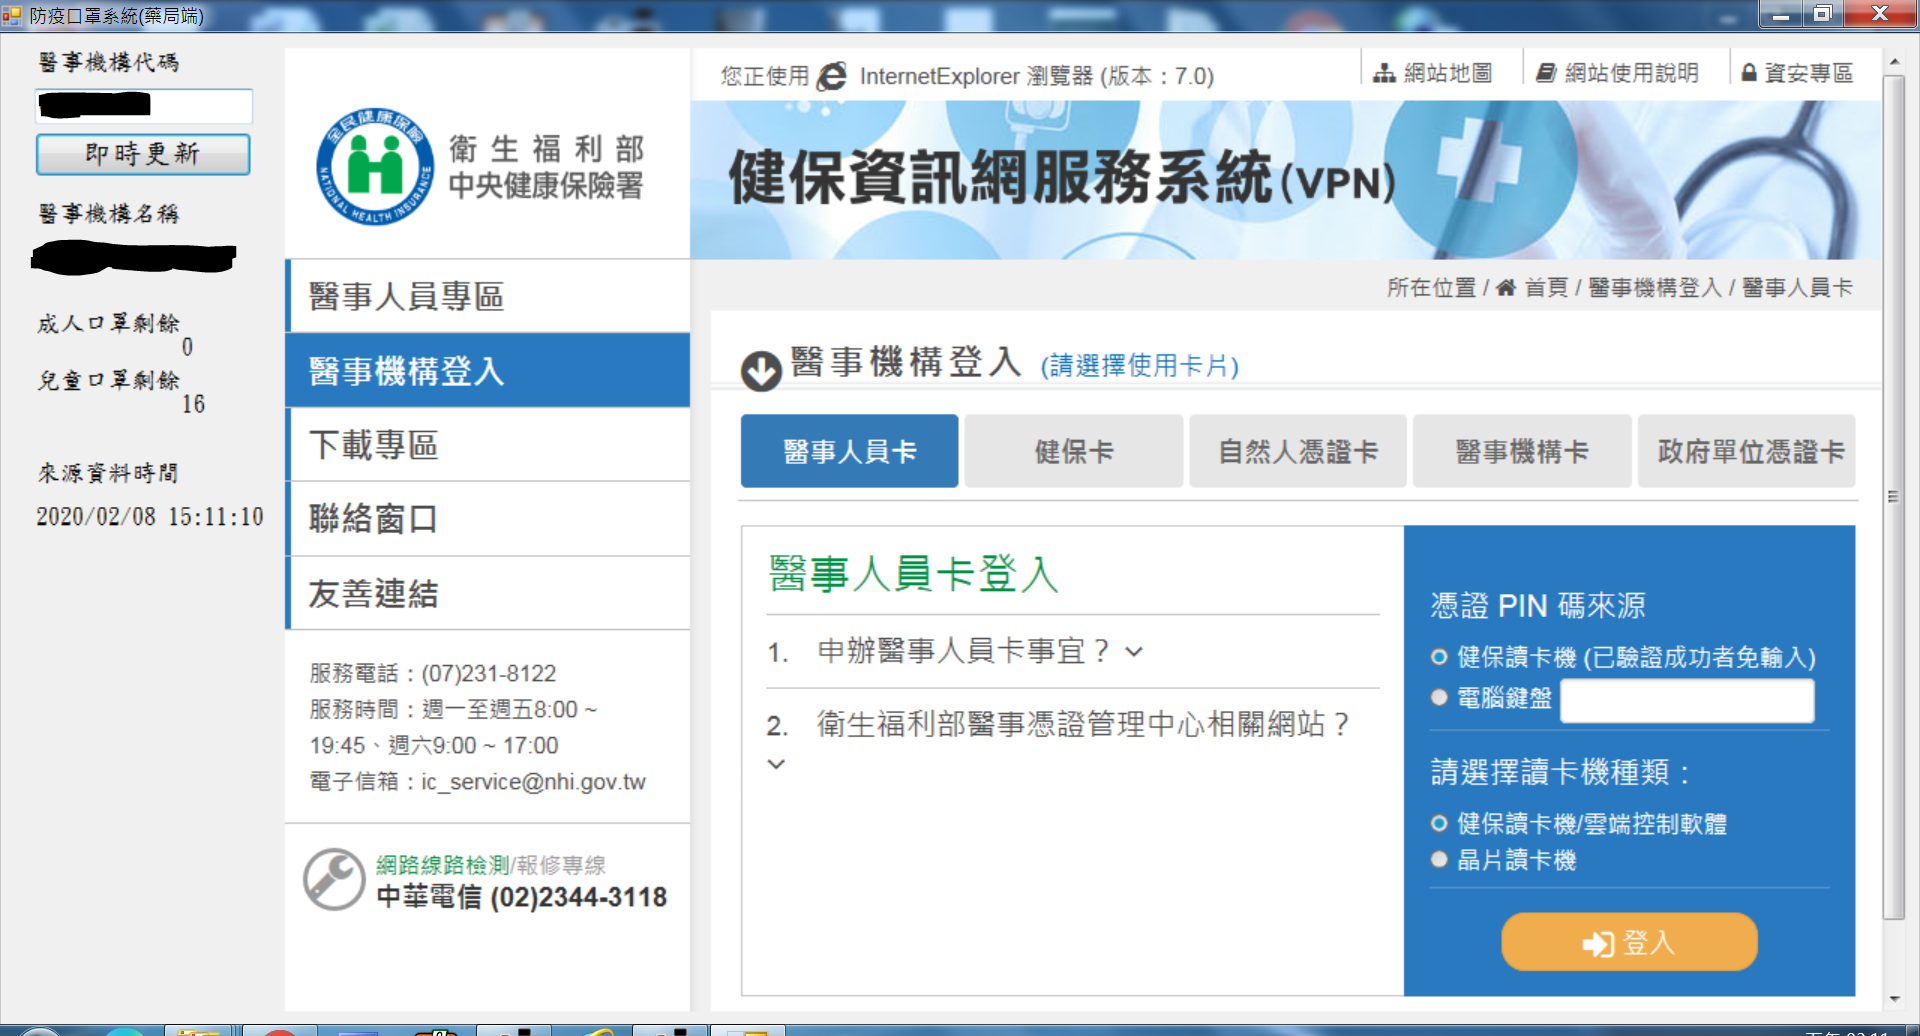 防疫口罩系統(藥局端)
醫事機構代碼
即時更新
醫事機構名稱
成人口罩剩餘
0
兒童口罩剩餘
16
來源資料時間
2020/02/08 15:11:10
全民健康保險
NATIONAL HEALTH INSURANCE
衛生福利部
中央健康保險署
醫事人員專區
醫事機構登入
下載專區
聯絡窗口
友善連結
服務電話：(07)231-8122
服務時間：週一至週五8:00 ~
19:45、週六9:00 ~ 17:00
電子信箱：ic_service@nhi.gov.tw
網路線路檢測/報修專線
中華電信 (02)2344-3118
您正使用 InternetExplorer 瀏覽器 (版本：7.0)
網站地圖
網站使用說明
資安專區
健保資訊網服務系統(VPN)
所在位置 / 首頁 / 醫事機構登入 / 醫事人員卡
醫事機構登入 (請選擇使用卡片)
醫事人員卡
健保卡
自然人憑證卡
醫事機構卡
政府單位憑證卡
醫事人員卡登入
1. 申辦醫事人員卡事宜？
2. 衛生福利部醫事憑證管理中心相關網站？
憑證 PIN 碼來源
健保讀卡機 (已驗證成功者免輸入)
電腦鍵盤
請選擇讀卡機種類：
健保讀卡機/雲端控制軟體
晶片讀卡機
登入